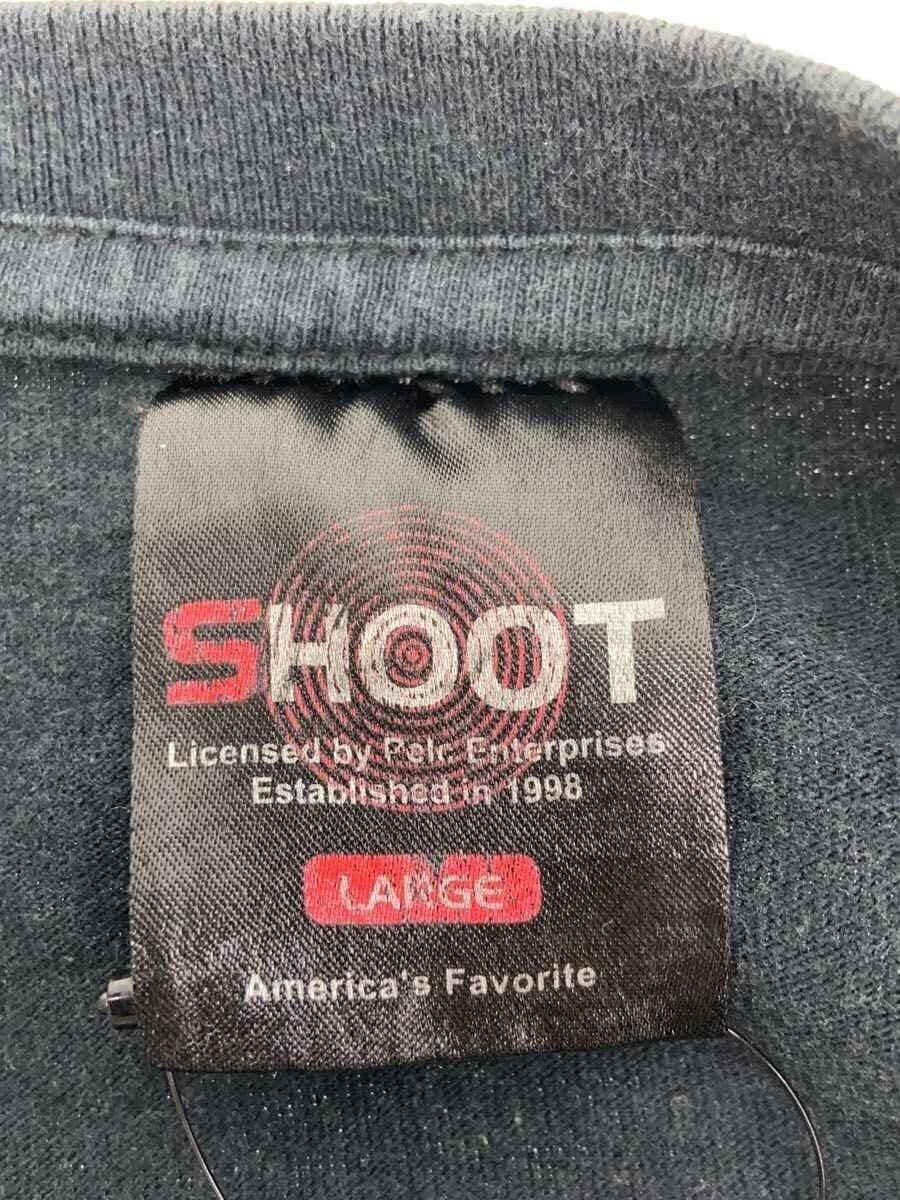 SHOOT
Licensed by Pelr Enterprises
Established in 1998
LARGE
America's Favorite